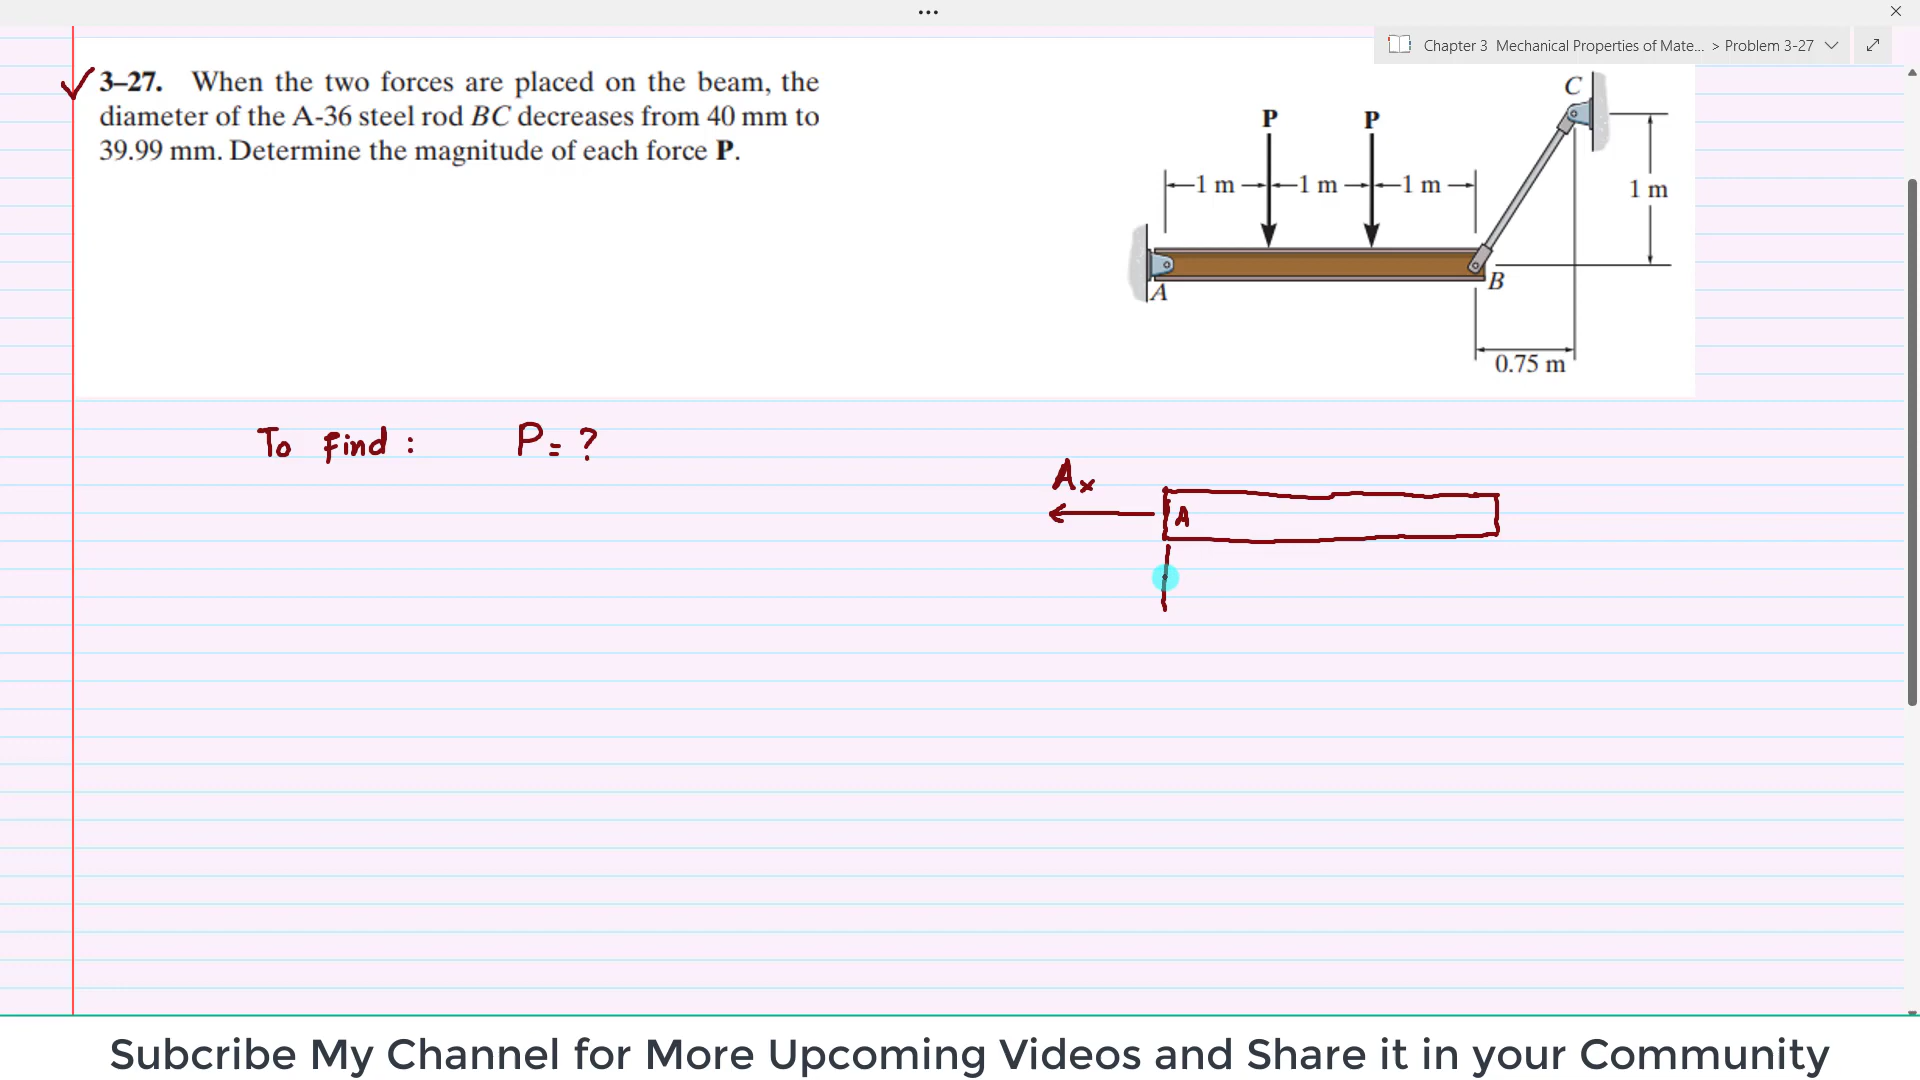 Chapter 3 Mechanical Properties of Mate... > Problem 3-27
3–27. When the two forces are placed on the beam, the
diameter of the A-36 steel rod BC decreases from 40 mm to
39.99 mm. Determine the magnitude of each force P.
C
P P
1 m 1 m 1 m
1 m
A
B
0.75 m
To Find : P = ?
Ax
A
Subcribe My Channel for More Upcoming Videos and Share it in your Community